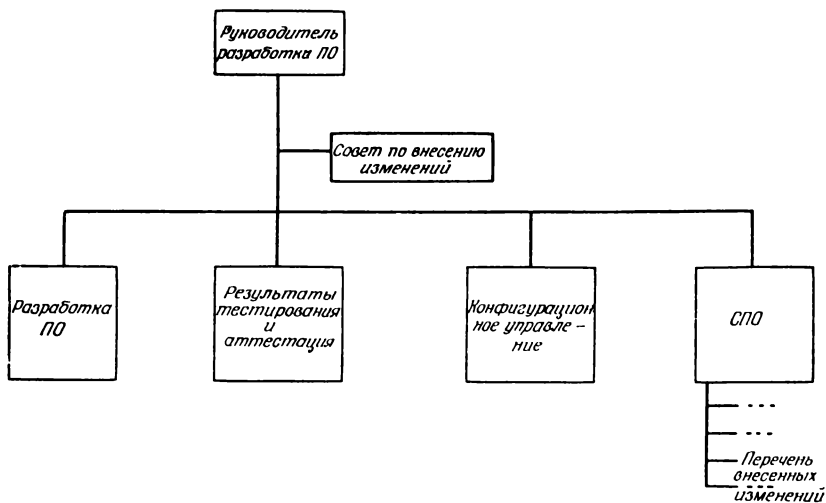 Руководитель
разработки ПО
Совет по внесению
изменений
Разработка
ПО
Результаты
тестирования
и
аттестация
Конфигурацион
ное управле -
ние
СПО
Перечень
внесенных
изменений